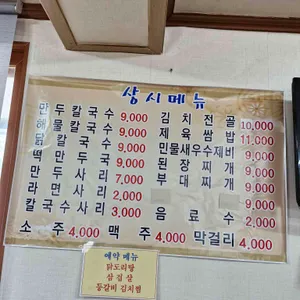 상시메뉴
만두칼국수 9,000 김치전골 10,000
해물칼국수 9,000 제육쌈밥 11,000
닭칼국수 9,000 민물새우수제비 9,000
떡만두국 9,000 된장찌개 9,000
만두사리 7,000 부대찌개 9,000
라면사리 2,000
칼국수사리 3,000 음료수 2,000
소주 4,000 맥주 4,000 막걸리 4,000
예약 메뉴
닭도리탕
삼겹살
등갈비 김치찜